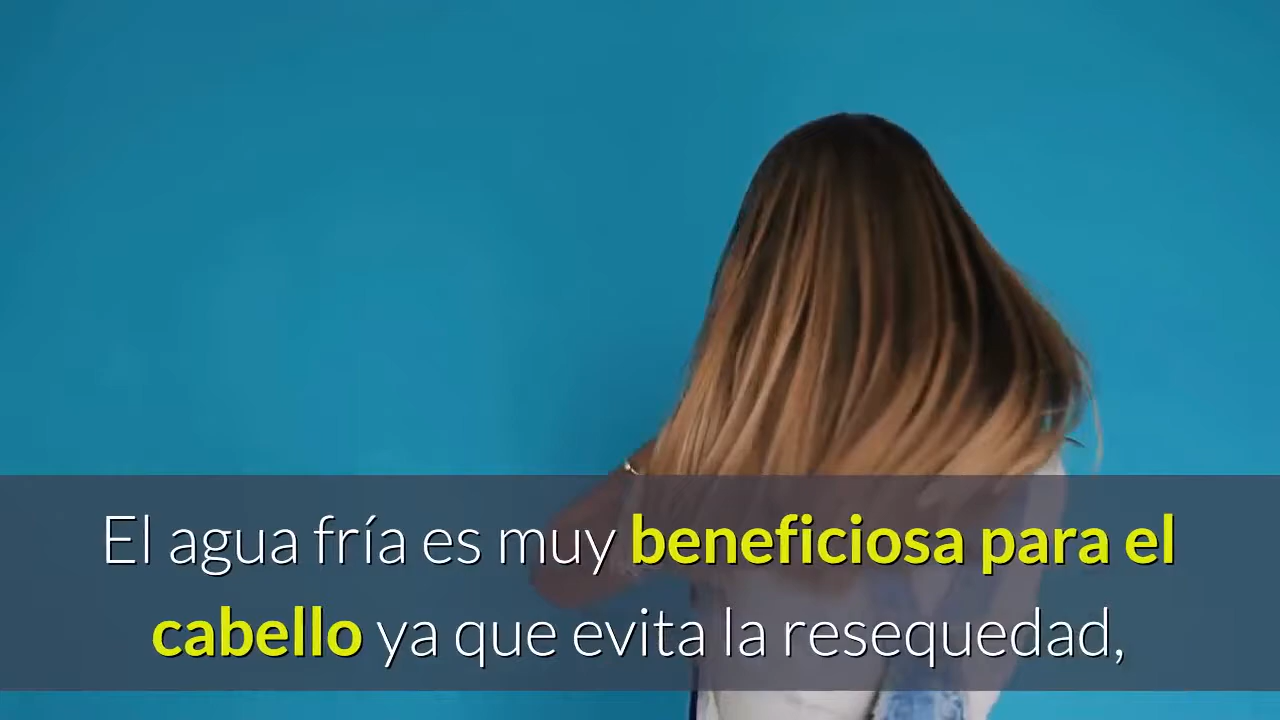 El agua fría es muy beneficiosa para el
cabello ya que evita la resequedad,